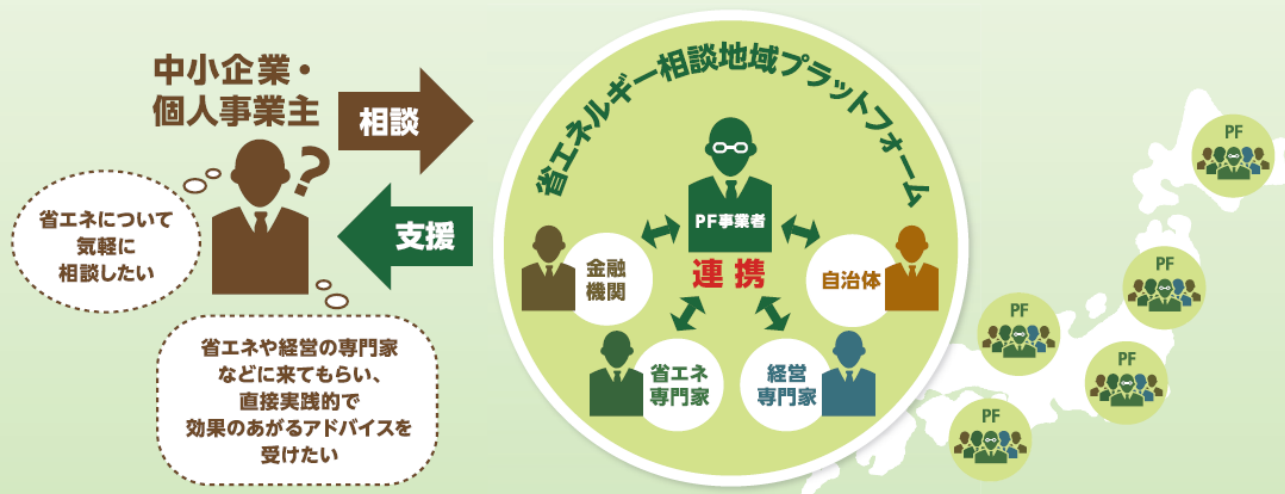 中小企業・
個人事業主
相談
支援
省エネについて
気軽に
相談したい
省エネや経営の専門家
などに来てもらい、
直接実践的で
効果のあがるアドバイスを
受けたい
省エネルギー相談地域プラットフォーム
PF事業者
連携
金融
機関
自治体
省エネ
専門家
経営
専門家
PF
PF
PF
PF
PF